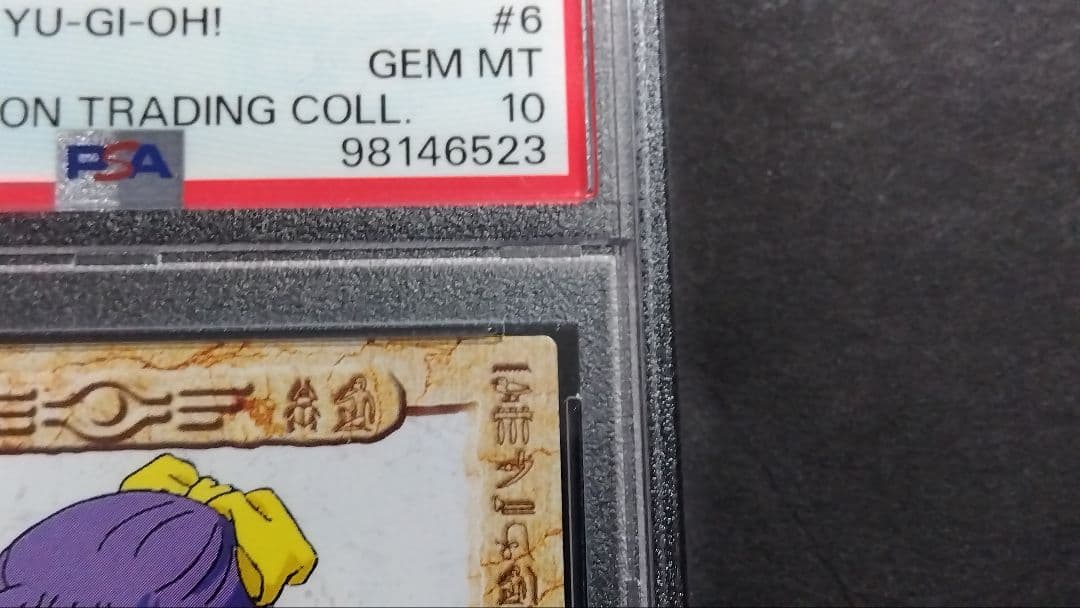 YU-GI-OH! #6
GEM MT
ON TRADING COLL. 10
PSA 98146523